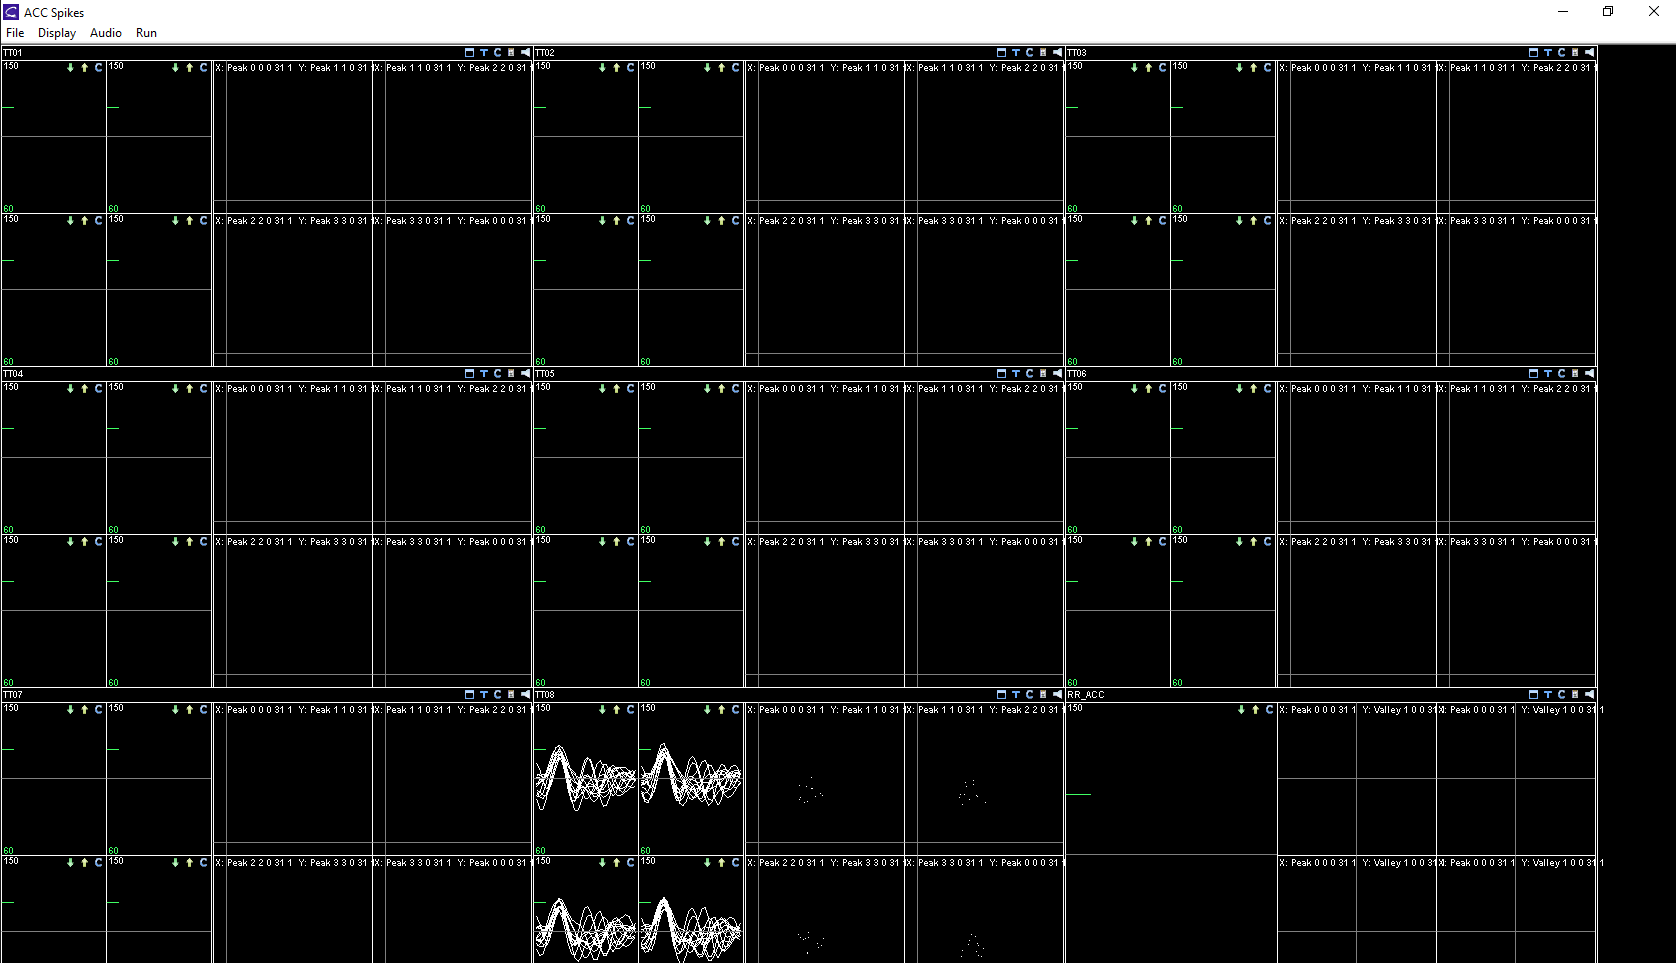 ACC Spikes
File Display Audio Run
TT01 TT02 TT03
150 150 X: Peak 0 0 0 31 1 Y: Peak 1 1 0 31 X: Peak 1 1 0 31 1 Y: Peak 2 2 0 31 150 150 X: Peak 0 0 0 31 1 Y: Peak 1 1 0 31 X: Peak 1 1 0 31 1 Y: Peak 2 2 0 31 150 150 X: Peak 0 0 0 31 1 Y: Peak 1 1 0 31 X: Peak 1 1 0 31 1 Y: Peak 2 2 0 31 1
60 60 60 60 60 60
150 150 X: Peak 2 2 0 31 1 Y: Peak 3 3 0 31 X: Peak 3 3 0 31 1 Y: Peak 0 0 0 31 150 150 X: Peak 2 2 0 31 1 Y: Peak 3 3 0 31 X: Peak 3 3 0 31 1 Y: Peak 0 0 0 31 150 150 X: Peak 2 2 0 31 1 Y: Peak 3 3 0 31 X: Peak 3 3 0 31 1 Y: Peak 0 0 0 31 1
60 60 60 60 60 60
TT04 TT05 TT06
150 150 X: Peak 0 0 0 31 1 Y: Peak 1 1 0 31 X: Peak 1 1 0 31 1 Y: Peak 2 2 0 31 150 150 X: Peak 0 0 0 31 1 Y: Peak 1 1 0 31 X: Peak 1 1 0 31 1 Y: Peak 2 2 0 31 150 150 X: Peak 0 0 0 31 1 Y: Peak 1 1 0 31 X: Peak 1 1 0 31 1 Y: Peak 2 2 0 31 1
60 60 60 60 60 60
150 150 X: Peak 2 2 0 31 1 Y: Peak 3 3 0 31 X: Peak 3 3 0 31 1 Y: Peak 0 0 0 31 150 150 X: Peak 2 2 0 31 1 Y: Peak 3 3 0 31 X: Peak 3 3 0 31 1 Y: Peak 0 0 0 31 150 150 X: Peak 2 2 0 31 1 Y: Peak 3 3 0 31 X: Peak 3 3 0 31 1 Y: Peak 0 0 0 31 1
60 60 60 60 60 60
TT07 TT08 RR_ACC
150 150 X: Peak 0 0 0 31 1 Y: Peak 1 1 0 31 X: Peak 1 1 0 31 1 Y: Peak 2 2 0 31 150 150 X: Peak 0 0 0 31 1 Y: Peak 1 1 0 31 X: Peak 1 1 0 31 1 Y: Peak 2 2 0 31 150 X: Peak 0 0 0 31 1 Y: Valley 1 0 0 31 X: Peak 0 0 0 31 1 Y: Valley 1 0 0 31 1
60 60 60 60
150 150 X: Peak 2 2 0 31 1 Y: Peak 3 3 0 31 X: Peak 3 3 0 31 1 Y: Peak 0 0 0 31 150 150 X: Peak 2 2 0 31 1 Y: Peak 3 3 0 31 X: Peak 3 3 0 31 1 Y: Peak 0 0 0 31 X: Peak 0 0 0 31 1 Y: Valley 1 0 0 31 X: Peak 0 0 0 31 1 Y: Valley 1 0 0 31 1